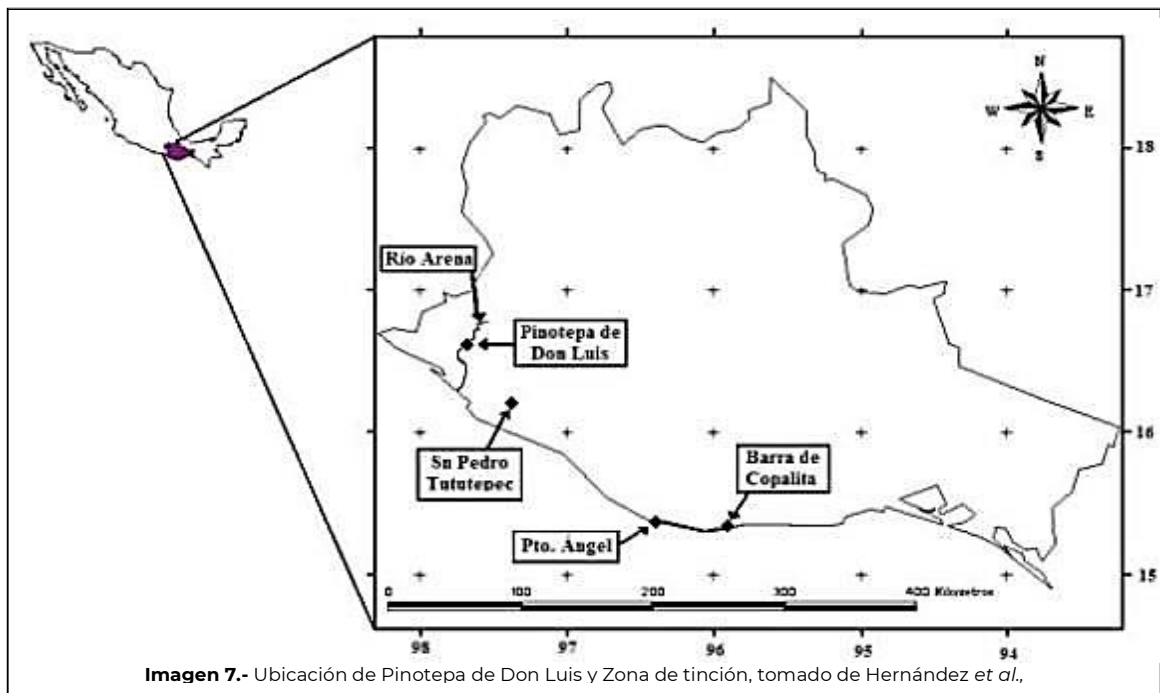 N
W E
S
18
17
16
15
Río Arena
Pinotepa de
Don Luis
Sn Pedro
Tututepec
Barra de
Copalita
Pto. Ángel
0 100 200 300 400 Kilometros
98 97 96 95 94
Imagen 7.- Ubicación de Pinotepa de Don Luis y Zona de tinción, tomado de Hernández et al.,